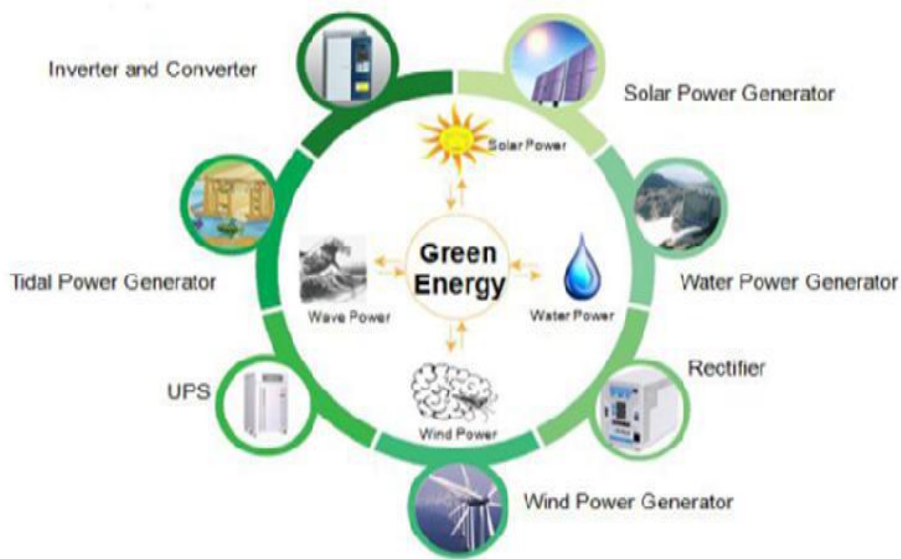 Inverter and Converter
Solar Power Generator
Solar Power
Green
Energy
Tidal Power Generator
Wave Power
Water Power
Water Power Generator
UPS
Rectifier
Wind Power
Wind Power Generator